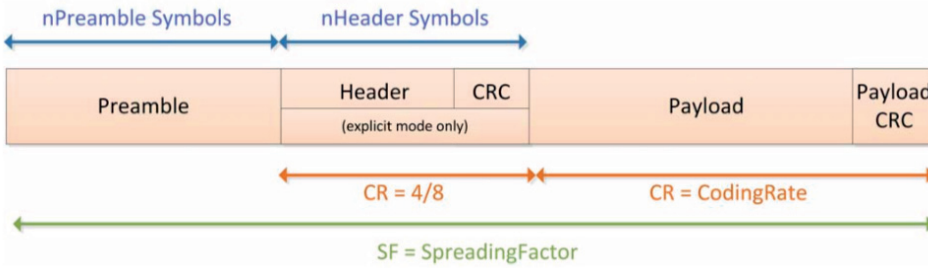 nPreamble Symbols
nHeader Symbols
Preamble
Header
CRC
(explicit mode only)
Payload
Payload
CRC
CR = 4/8
CR = CodingRate
SF = SpreadingFactor